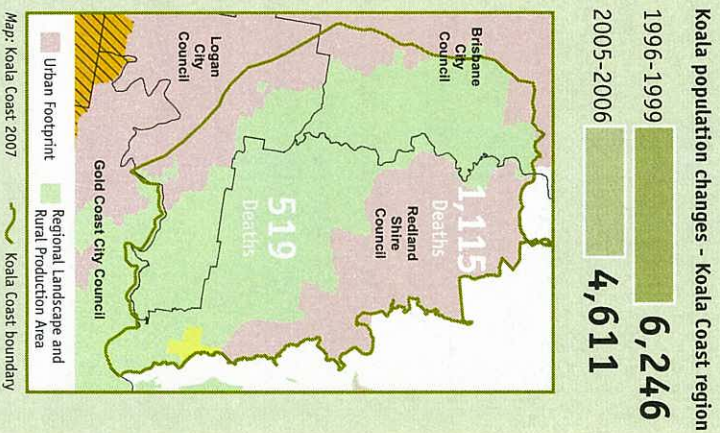 Koala population changes - Koala Coast region
1996-1999 6,246
2005-2006 4,611
Brisbane
City
Council
1,115
Deaths
Redland
Shire
Council
Logan
City
Council
519
Deaths
Gold Coast City Council
Urban Footprint
Regional Landscape and
Rural Production Area
Map: Koala Coast 2007
Koala Coast boundary